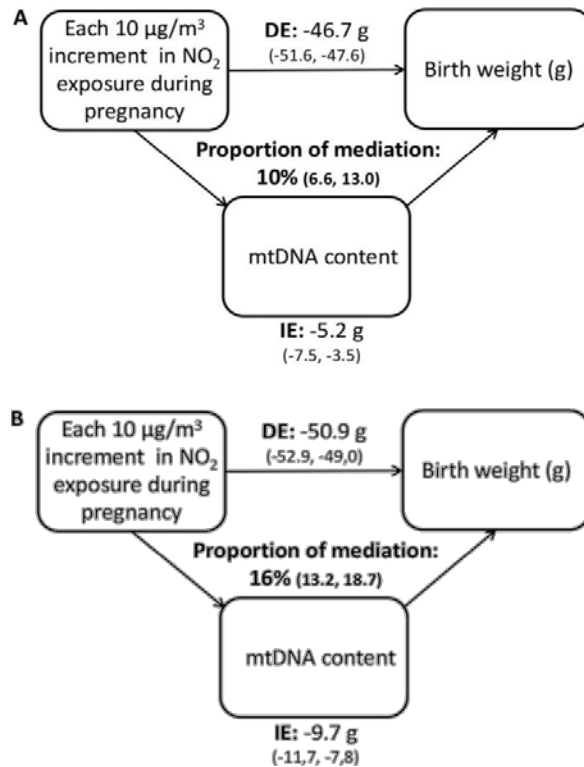 A
Each 10 µg/m³
increment in NO₂
exposure during
pregnancy
DE: -46.7 g
(-51.6, -47.6)
Birth weight (g)
Proportion of mediation:
10% (6.6, 13.0)
mtDNA content
IE: -5.2 g
(-7.5, -3.5)
B
Each 10 µg/m³
increment in NO₂
exposure during
pregnancy
DE: -50.9 g
(-52.9, -49,0)
Birth weight (g)
Proportion of mediation:
16% (13.2, 18.7)
mtDNA content
IE: -9.7 g
(-11,7, -7,8)